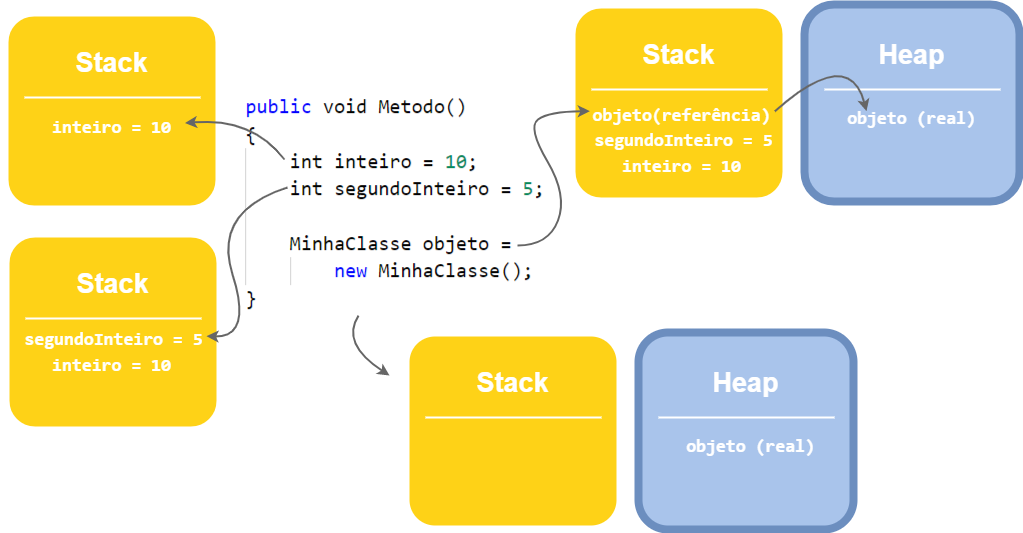 Stack
inteiro = 10
public void Metodo()
{
int inteiro = 10;
int segundoInteiro = 5;
MinhaClasse objeto =
new MinhaClasse();
}
Stack
objeto(referência)
segundoInteiro = 5
inteiro = 10
Heap
objeto (real)
Stack
segundoInteiro = 5
inteiro = 10
Stack
Heap
objeto (real)